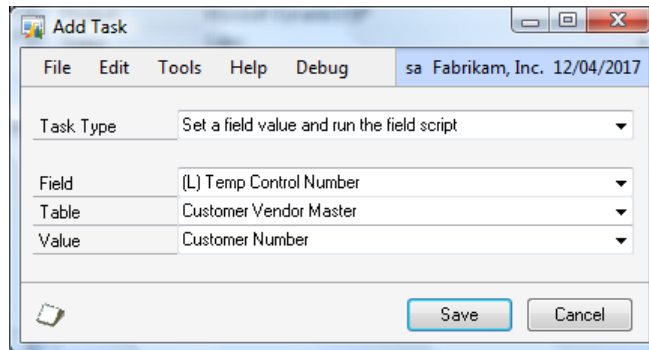 Add Task
File Edit Tools Help Debug sa Fabrikam, Inc. 12/04/2017
Task Type Set a field value and run the field script
Field (L) Temp Control Number
Table Customer Vendor Master
Value Customer Number
Save Cancel